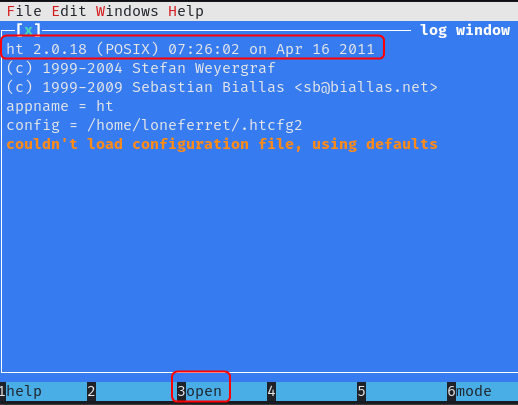 File Edit Windows Help
[x] log window
ht 2.0.18 (POSIX) 07:26:02 on Apr 16 2011
(c) 1999-2004 Stefan Weyergraf
(c) 1999-2009 Sebastian Biallas <sb@biallas.net>
appname = ht
config = /home/loneferret/.htcfg2
couldn't load configuration file, using defaults
1help 2 3open 4 5 6mode